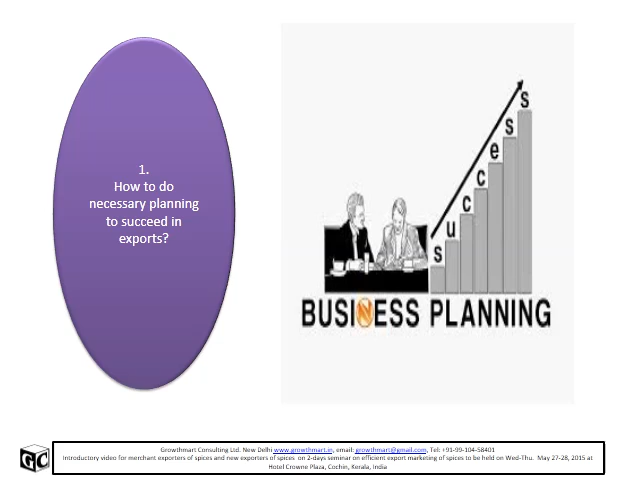 1.
How to do
necessary planning
to succeed in
exports?
success
BUSINESS PLANNING
GC
Growthmart Consulting Ltd. New Delhi www.growthmart.in, email: growthmart@gmail.com, Tel: +91-99-104-58401
Introductory video for merchant exporters of spices and new exporters of spices on 2-days seminar on efficient export marketing of spices to be held on Wed-Thu. May 27-28, 2015 at
Hotel Crowne Plaza, Cochin, Kerala, India